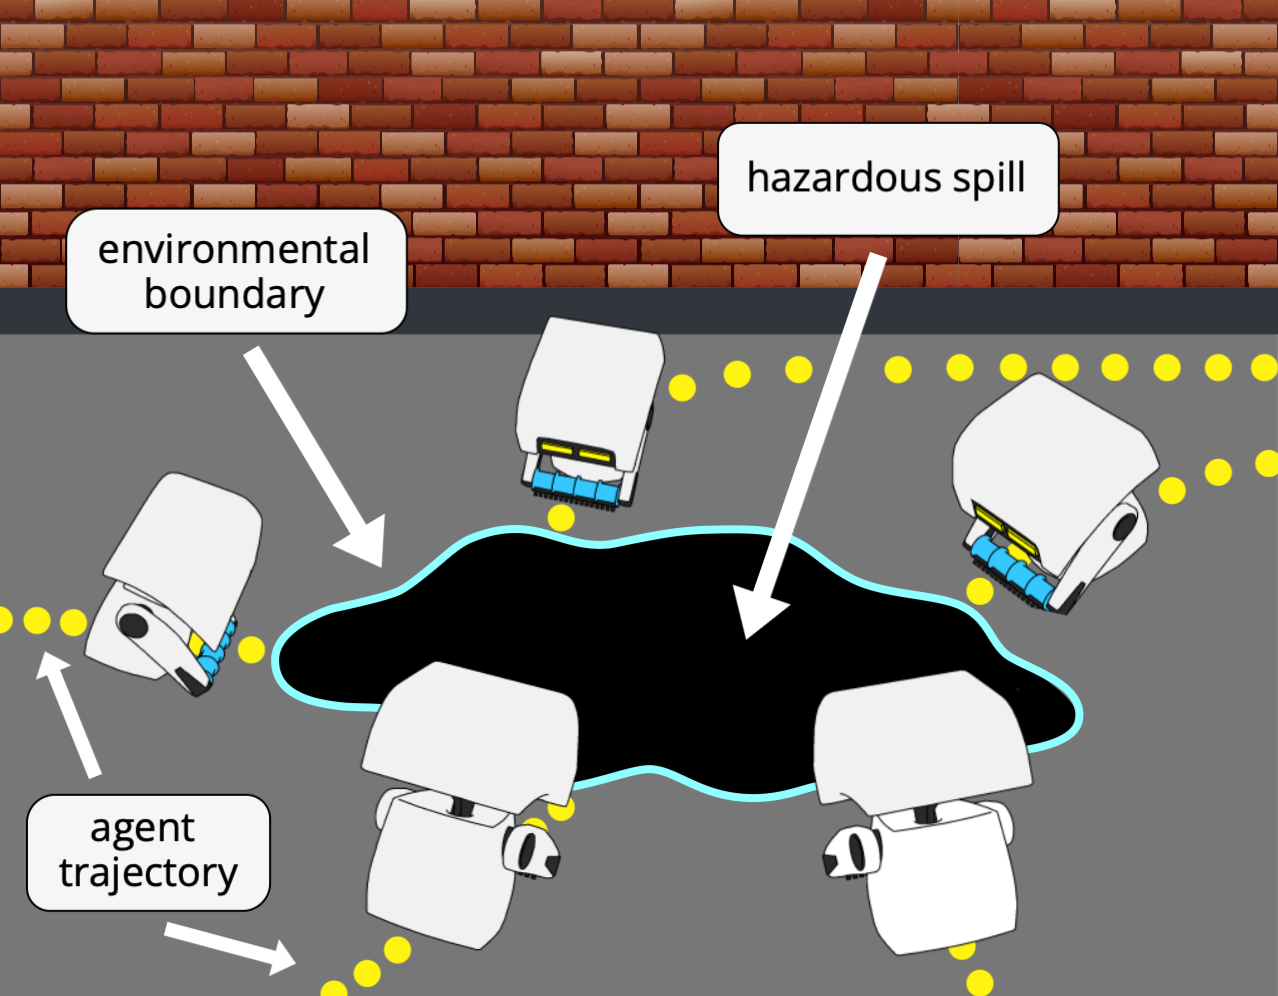 hazardous spill
environmental
boundary
agent
trajectory